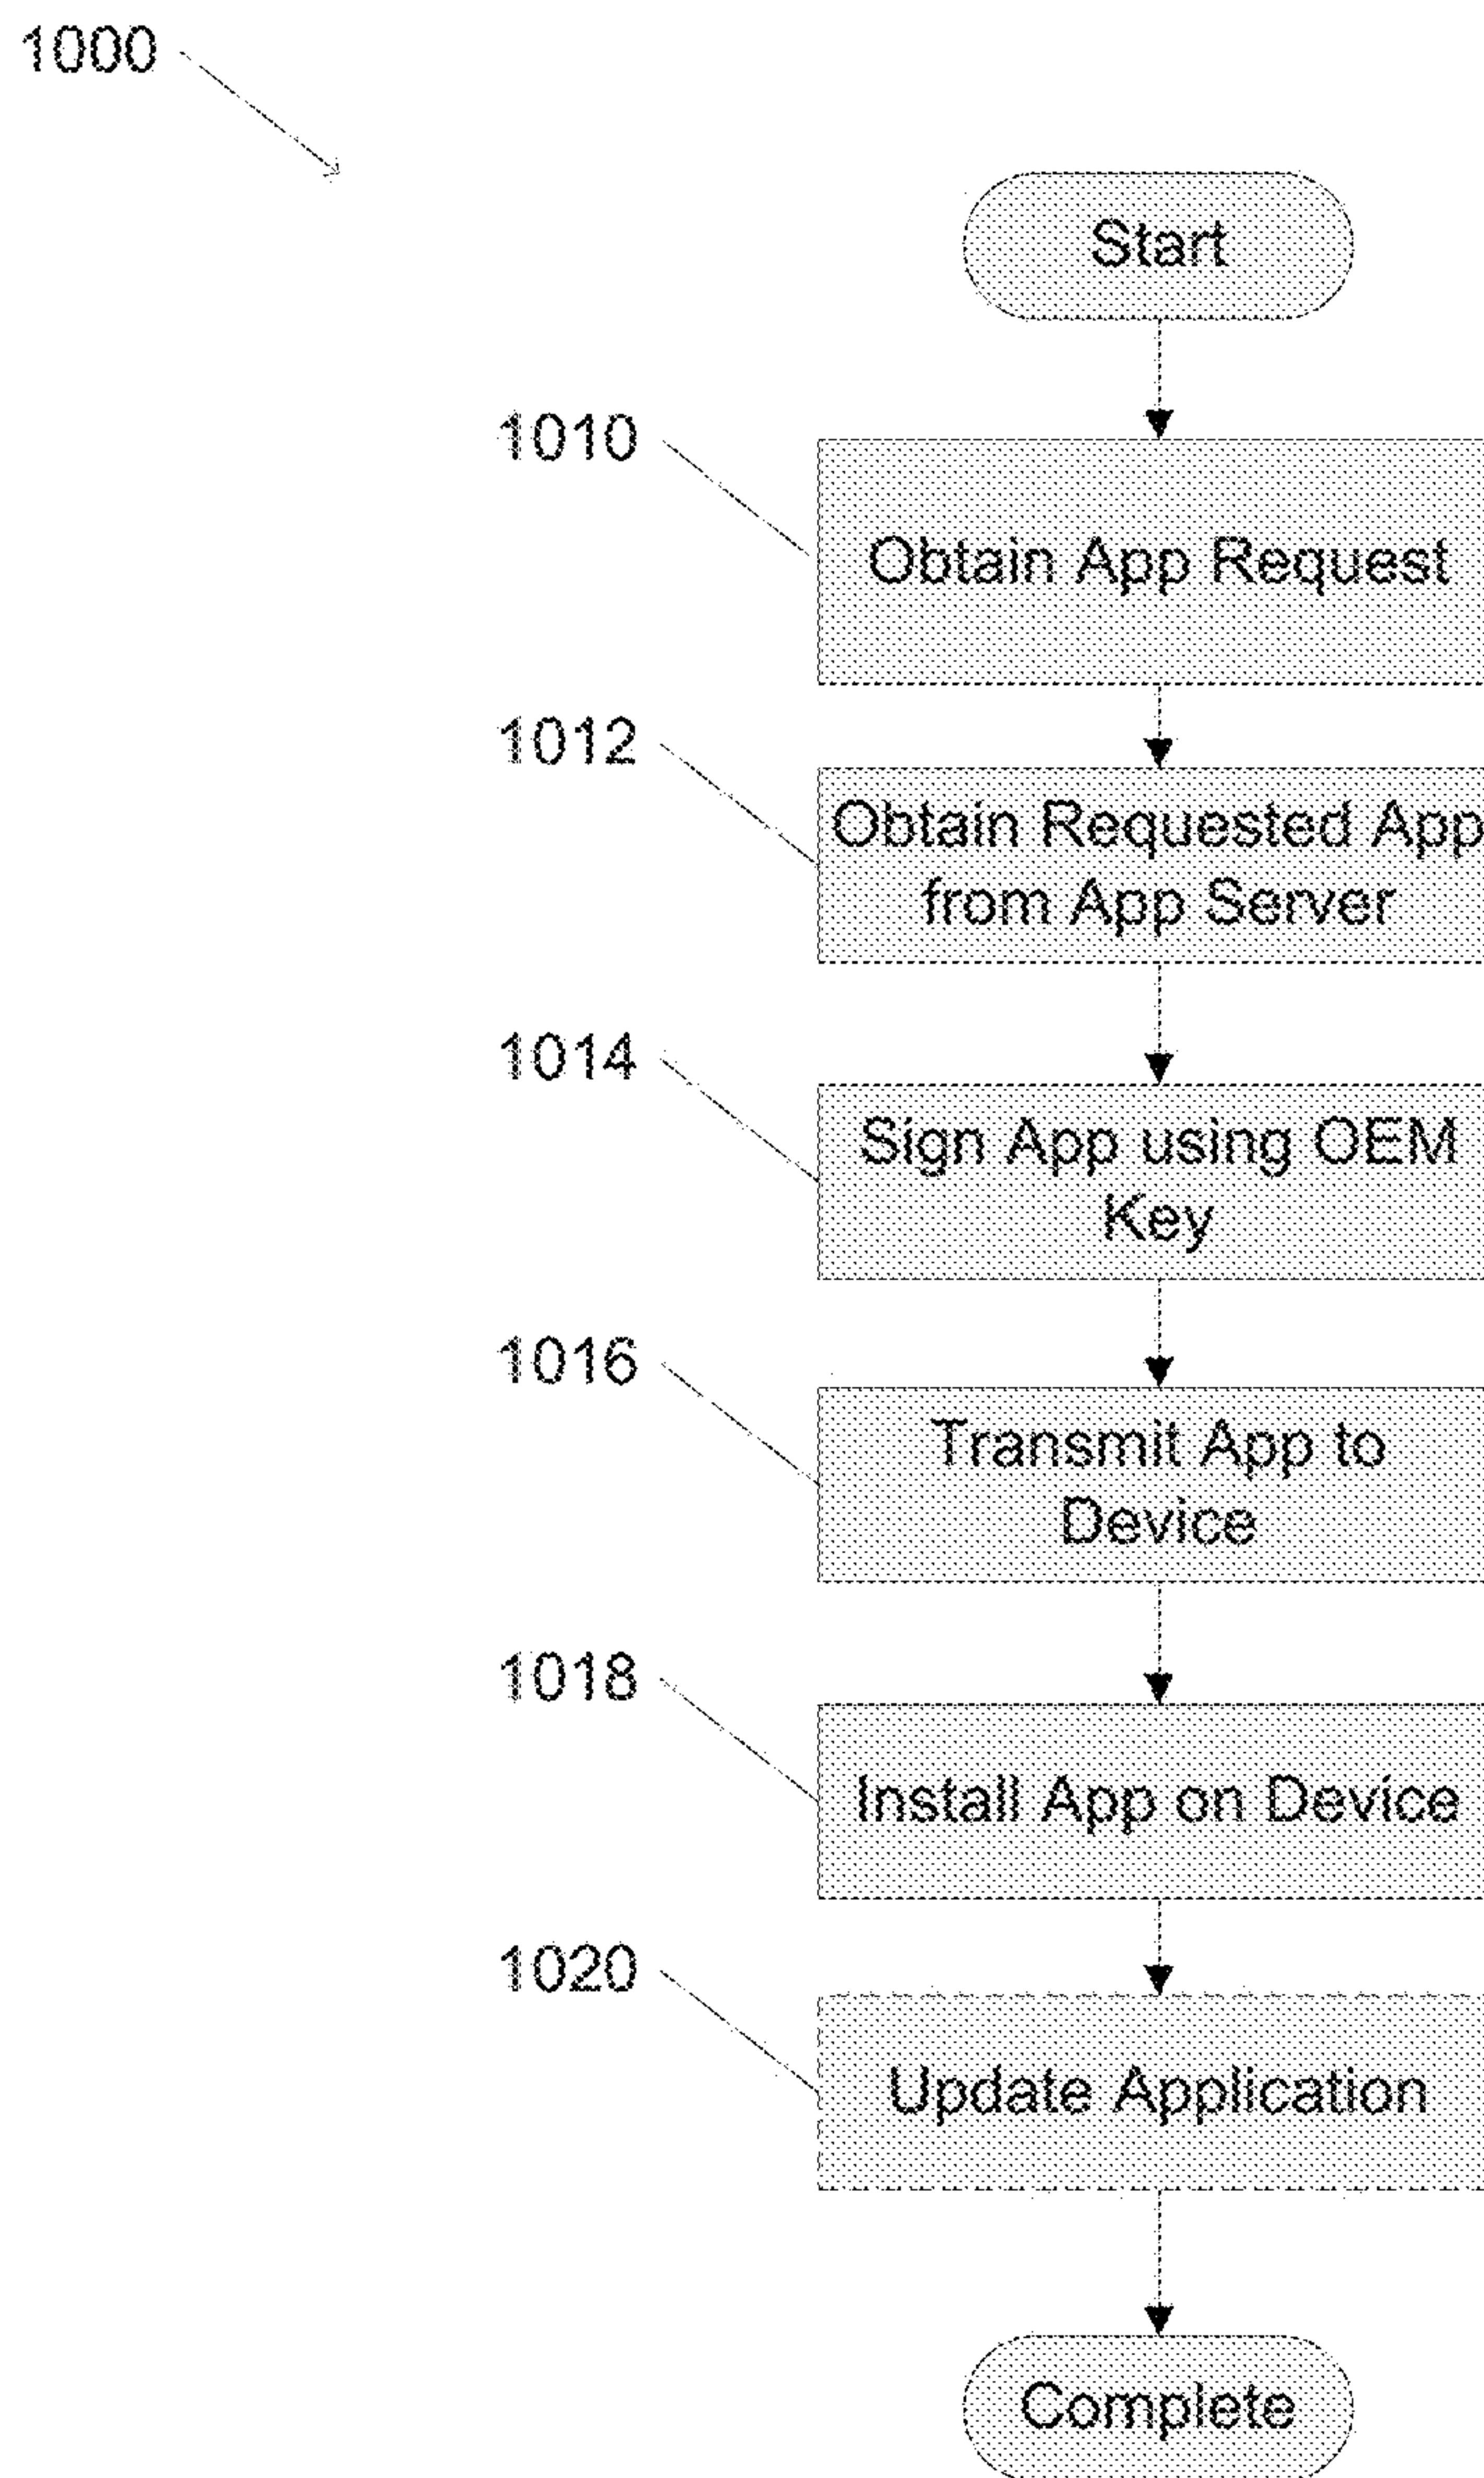 1000
Start
1010
Obtain App Request
1012
Obtain Requested App
from App Server
1014
Sign App using OEM
Key
1016
Transmit App to
Device
1018
Install App on Device
1020
Update Application
Complete